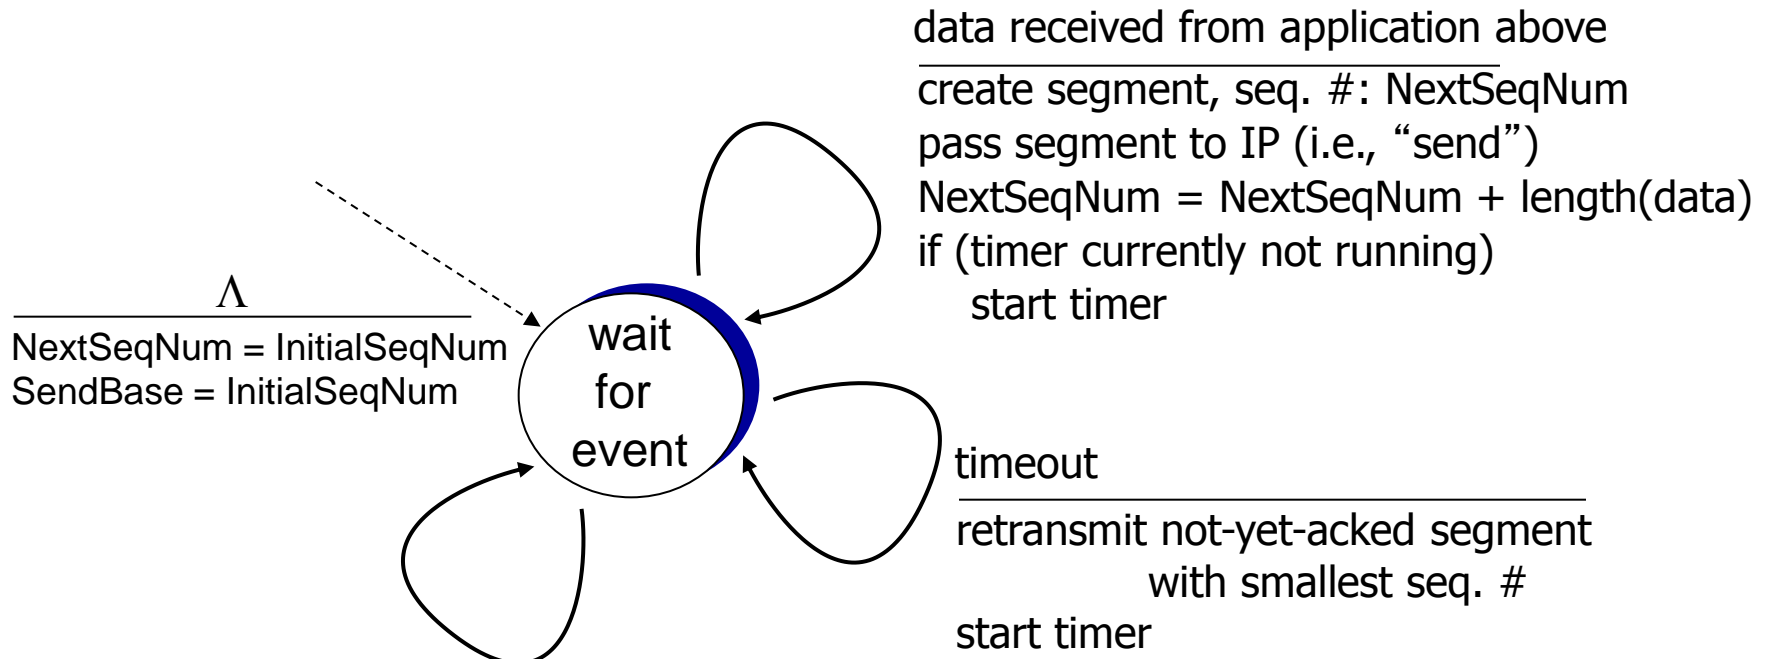 data received from application above
create segment, seq. #: NextSeqNum
pass segment to IP (i.e., “send”)
NextSeqNum = NextSeqNum + length(data)
if (timer currently not running)
start timer
Λ
NextSeqNum = InitialSeqNum
SendBase = InitialSeqNum
wait
for
event
timeout
retransmit not-yet-acked segment
with smallest seq. #
start timer